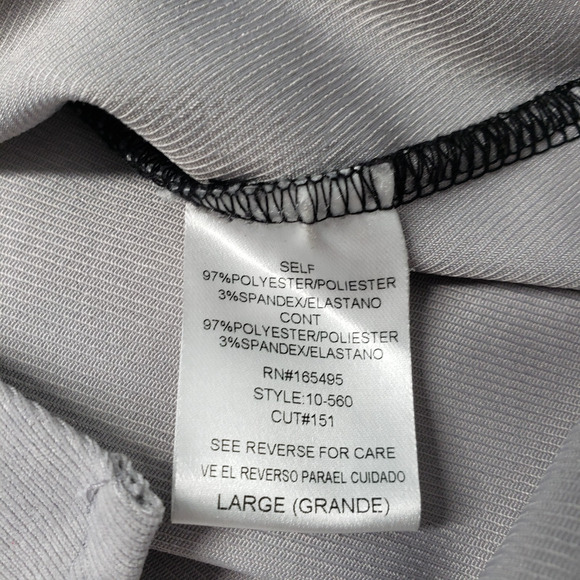 SELF
97%POLYESTER/POLIESTER
3%SPANDEX/ELASTANO
CONT
97%POLYESTER/POLIESTER
3%SPANDEX/ELASTANO
RN#165495
STYLE:10-560
CUT#151
SEE REVERSE FOR CARE
VE EL REVERSO PARAEL CUIDADO
LARGE (GRANDE)